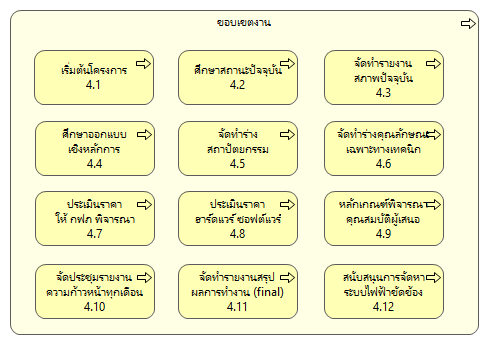 ขอบเขตงาน
เริ่มต้นโครงการ
4.1
ศึกษาสถานะปัจจุบัน
4.2
จัดทำรายงาน
สภาพปัจจุบัน
4.3
ศึกษาออกแบบ
เชิงหลักการ
4.4
จัดทำร่าง
สถาปัตยกรรม
4.5
จัดทำร่างคุณลักษณะ
เฉพาะทางเทคนิก
4.6
ประเมินราคา
ให้ กฟภ พิจารณา
4.7
ประเมินราคา
ฮาร์ดแวร์ ซอฟต์แวร์
4.8
หลักเกณฑ์พิจารณา
คุณสมบัติผู้เสนอ
4.9
จัดประชุมรายงาน
ความก้าวหน้าทุกเดือน
4.10
จัดทำรายงานสรุป
ผลการทำงาน (final)
4.11
สนับสนุนการจัดหา
ระบบไฟฟ้าขัดข้อง
4.12